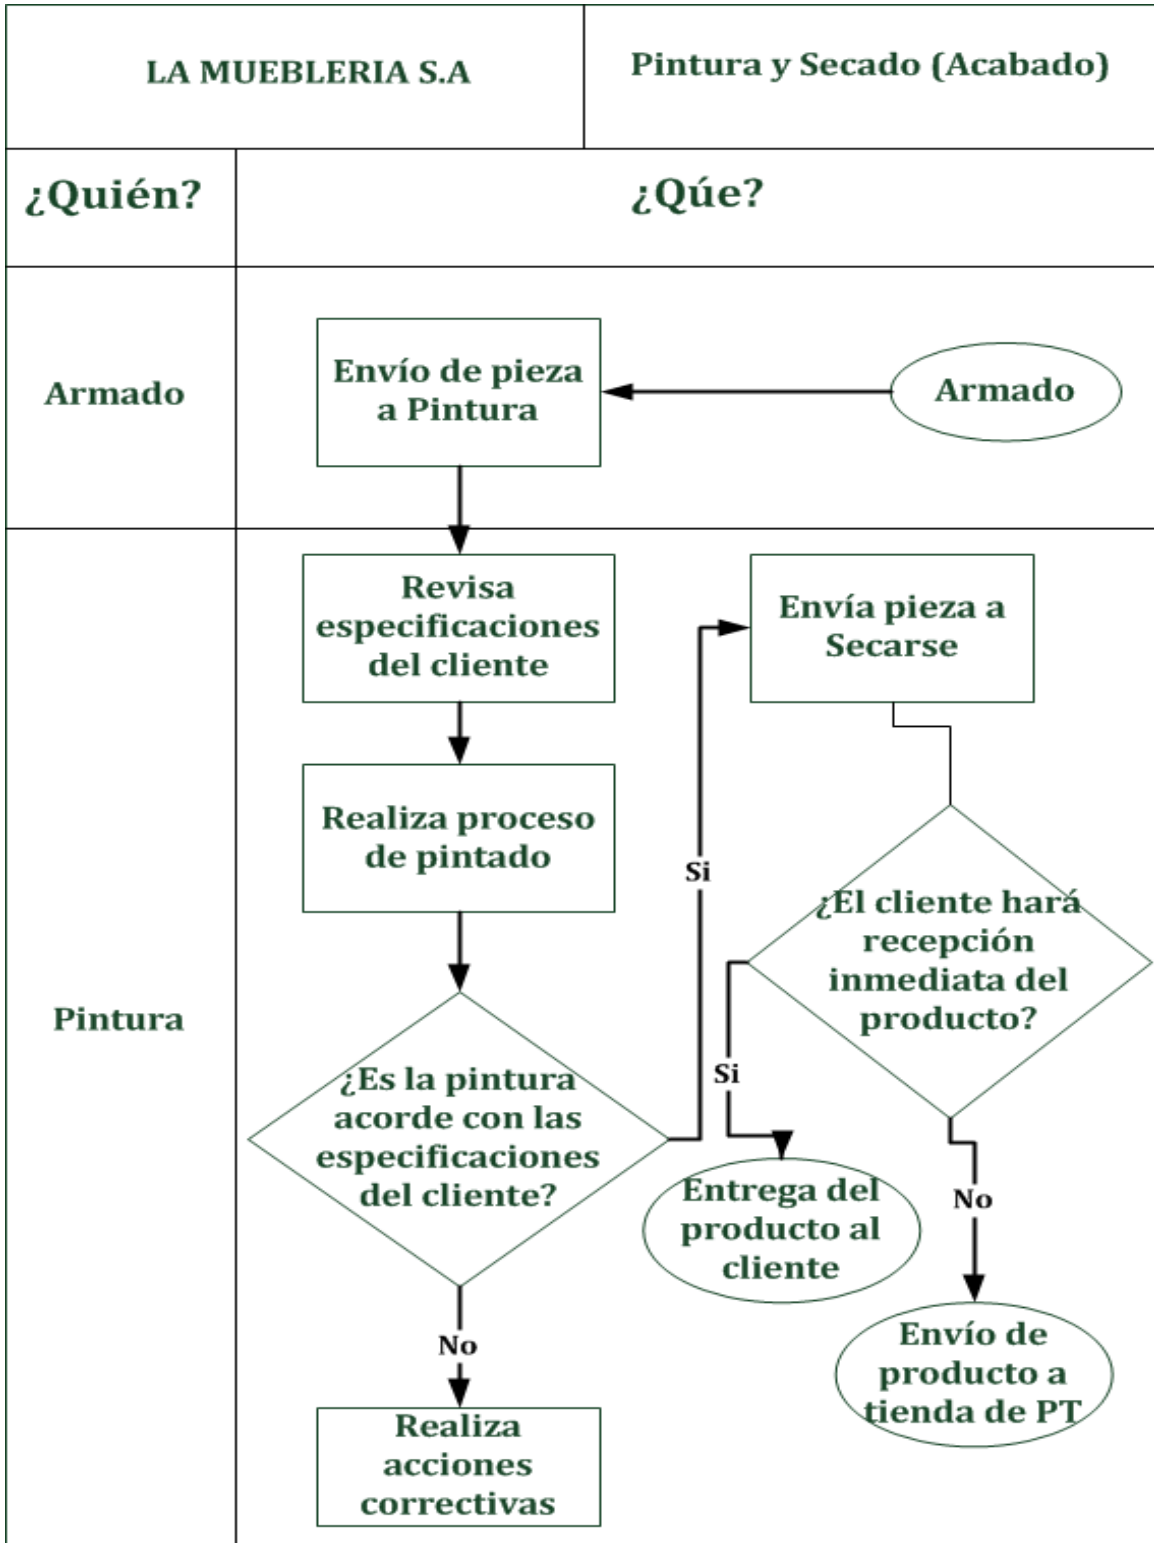 LA MUEBLERIA S.A
Pintura y Secado (Acabado)
¿Quién?
¿Qúe?
Armado
Envío de pieza
a Pintura
Armado
Pintura
Revisa
especificaciones
del cliente
Realiza proceso
de pintado
¿Es la pintura
acorde con las
especificaciones
del cliente?
No
Realiza
acciones
correctivas
Si
Envía pieza a
Secarse
¿El cliente hará
recepción
inmediata del
producto?
Si
Entrega del
producto al
cliente
No
Envío de
producto a
tienda de PT